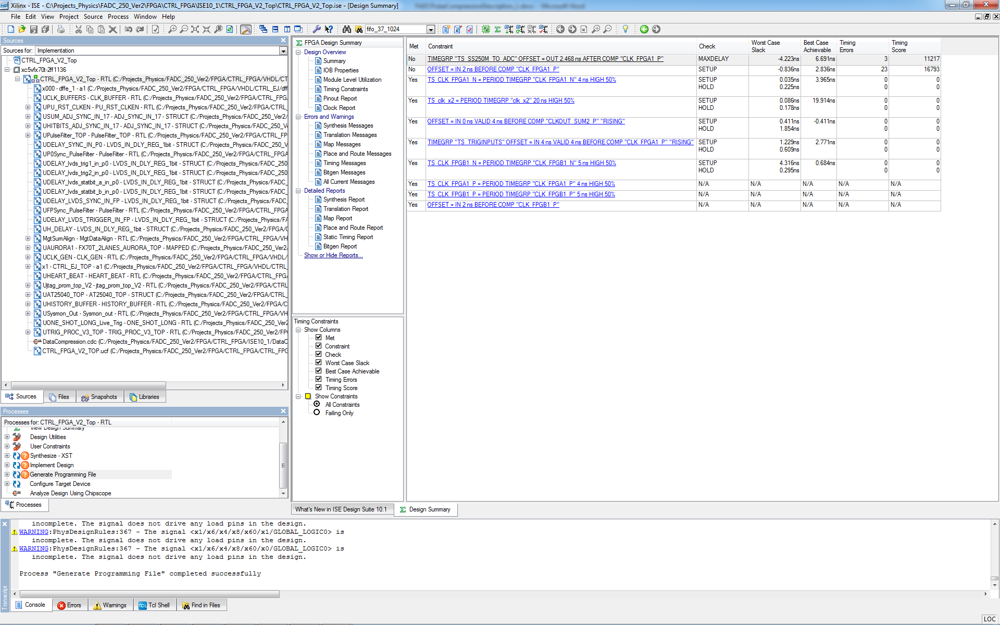 Xilinx - ISE - C:\Projects_Physics\FADC_250_Ver2\FPGA\CTRL_FPGA\ISE10_1\CTRL_FPGA_V2_Top\CTRL_FPGA_V2_Top.ise - [Design Summary]
File Edit View Project Source Process Window Help
fifo_37_1024
Sources
Sources for: Implementation
CTRL_FPGA_V2_Top
xc5vfx70t-2ff1136
CTRL_FPGA_V2_Top - RTL (C:/Projects_Physics/FADC_250_Ver2/FPGA/CTRL_FPGA/VHDL/CT
x000 - dffe_1 - a1 (C:/Projects_Physics/FADC_250_Ver2/FPGA/CTRL_FPGA/VHDL/CTRL_EJ/dff
UCLK_BUFFERS - CLK_BUFFER - RTL (C:/Projects_Physics/FADC_250_Ver2/FPGA/CTRL_FPG
UPU_RST_CLKEN - PU_RST_CLKEN - RTL (C:/Projects_Physics/FADC_250_Ver2/FPGA/CTRL_
USUM_ADJ_SYNC_IN_17 - ADJ_SYNC_IN_17 - STRUCT (C:/Projects_Physics/FADC_250_Ver2/
UHITBITS_ADJ_SYNC_IN_17 - ADJ_SYNC_IN_17 - STRUCT (C:/Projects_Physics/FADC_250_V
UPulseFilter_TOP - PulseFilter_TOP - RTL (C:/Projects_Physics/FADC_250_Ver2/FPGA/CTRL_FP
UDELAY_SYNC_IN_P0 - LVDS_IN_DLY_REG_1bit - STRUCT (C:/Projects_Physics/FADC_250_V
UP0Sync_PulseFilter - PulseFilter - RTL (C:/Projects_Physics/FADC_250_Ver2/FPGA/CTRL_FPGA
UDELAY_lvds_trig1_in_p0 - LVDS_IN_DLY_REG_1bit - STRUCT (C:/Projects_Physics/FADC_250
UDELAY_lvds_trig2_in_p0 - LVDS_IN_DLY_REG_1bit - STRUCT (C:/Projects_Physics/FADC_250
UDELAY_lvds_statbit_a_in_p0 - LVDS_IN_DLY_REG_1bit - STRUCT (C:/Projects_Physics/FADC_
UDELAY_lvds_statbit_b_in_p0 - LVDS_IN_DLY_REG_1bit - STRUCT (C:/Projects_Physics/FADC_
UDELAY_LVDS_SYNC_IN_FP - LVDS_IN_DLY_REG_1bit - STRUCT (C:/Projects_Physics/FADC
UFPSync_PulseFilter - PulseFilter - RTL (C:/Projects_Physics/FADC_250_Ver2/FPGA/CTRL_FPGA
UDELAY_LVDS_TRIGGER_IN_FP - LVDS_IN_DLY_REG_1bit - STRUCT (C:/Projects_Physics/F
UH_DELAY - LVDS_IN_DLY_REG_1bit - STRUCT (C:/Projects_Physics/FADC_250_Ver2/FPGA/C
MgtSumAlign - MgtDataAlign - RTL (C:/Projects_Physics/FADC_250_Ver2/FPGA/CTRL_FPGA/VH
UAURORA1 - FX70T_2LANES_AURORA_TOP - MAPPED (C:/Projects_Physics/FADC_250_Ver2/
UCLK_GEN - CLK_GEN - RTL (C:/Projects_Physics/FADC_250_Ver2/FPGA/CTRL_FPGA/VHDL/
x1 - CTRL_EJ_TOP - a1 (C:/Projects_Physics/FADC_250_Ver2/FPGA/CTRL_FPGA/VHDL/CTRL_
UHEART_BEAT - HEART_BEAT - RTL (C:/Projects_Physics/FADC_250_Ver2/FPGA/CTRL_FPG
Ujtag_prom_top_V2 - jtag_prom_top_V2 - RTL (C:/Projects_Physics/FADC_250_Ver2/FPGA/CTRL
UAT25040_TOP - AT25040_TOP - STRUCT (C:/Projects_Physics/FADC_250_Ver2/FPGA/CTRL_
UHISTORY_BUFFER - HISTORY_BUFFER - RTL (C:/Projects_Physics/FADC_250_Ver2/FPGA/C
USysmon_Out - Sysmon_out - RTL (C:/Projects_Physics/FADC_250_Ver2/FPGA/CTRL_FPGA/VH
UONE_SHOT_LONG_Live_Trig - ONE_SHOT_LONG - RTL (C:/Projects_Physics/FADC_250_Ver2
UTRIG_PROC_V3_TOP - TRIG_PROC_V3_TOP - RTL (C:/Projects_Physics/FADC_250_Ver2/FP
DataCompression.cdc (C:/Projects_Physics/FADC_250_Ver2/FPGA/CTRL_FPGA/ISE10_1/DataC
CTRL_FPGA_V2_TOP.ucf (C:/Projects_Physics/FADC_250_Ver2/FPGA/CTRL_FPGA/CTRL_FPG
Sources Files Snapshots Libraries
Processes
Processes for: CTRL_FPGA_V2_Top - RTL
View Design Summary
Design Utilities
User Constraints
Synthesize - XST
Implement Design
Generate Programming File
Configure Target Device
Analyze Design Using Chipscope
Processes
FPGA Design Summary
Design Overview
Summary
IOB Properties
Module Level Utilization
Timing Constraints
Pinout Report
Clock Report
Errors and Warnings
Synthesis Messages
Translation Messages
Map Messages
Place and Route Messages
Timing Messages
Bitgen Messages
All Current Messages
Detailed Reports
Synthesis Report
Translation Report
Map Report
Place and Route Report
Static Timing Report
Bitgen Report
Show or Hide Reports...
Timing Constraints
Show Columns
Met
Constraint
Check
Worst Case Slack
Best Case Achievable
Timing Errors
Timing Score
Show Constraints
All Constraints
Failing Only
Met Constraint Check Worst Case Slack Best Case Achievable Timing Errors Timing Score
No TIMEGRP "TS_SS250M_TO_ADC" OFFSET = OUT 2.468 ns AFTER COMP "CLK_FPGA1_P" MAXDELAY -4.223ns 6.691ns 3 11217
No OFFSET = IN 2 ns BEFORE COMP "CLK_FPGA1_P" SETUP -0.836ns 2.836ns 23 16793
Yes TS_CLK_FPGA1_N = PERIOD TIMEGRP "CLK_FPGA1_N" 4 ns HIGH 50% SETUP 0.035ns 3.965ns 0 0
HOLD 0.225ns 0 0
Yes TS_clk_x2 = PERIOD TIMEGRP "clk_x2" 20 ns HIGH 50% SETUP 0.086ns 19.914ns 0 0
HOLD 0.178ns 0 0
Yes OFFSET = IN 0 ns VALID 4 ns BEFORE COMP "CLKOUT_SUM2_P" "RISING" SETUP 0.411ns -0.411ns 0 0
HOLD 1.854ns 0 0
Yes TIMEGRP "TS_TRIGINPUTS" OFFSET = IN 4 ns VALID 4 ns BEFORE COMP "CLK_FPGA1_P" "RISING" SETUP 1.229ns 2.771ns 0 0
HOLD 0.609ns 0 0
Yes TS_CLK_FPGB1_N = PERIOD TIMEGRP "CLK_FPGB1_N" 5 ns HIGH 50% SETUP 4.316ns 0.684ns 0 0
HOLD 0.295ns 0 0
Yes TS_CLK_FPGA1_P = PERIOD TIMEGRP "CLK_FPGA1_P" 4 ns HIGH 50% N/A N/A N/A N/A N/A
Yes TS_CLK_FPGB1_P = PERIOD TIMEGRP "CLK_FPGB1_P" 5 ns HIGH 50% N/A N/A N/A N/A N/A
Yes OFFSET = IN 2 ns BEFORE COMP "CLK_FPGB1_P" N/A N/A N/A N/A N/A
What's New in ISE Design Suite 10.1 Design Summary
incomplete. The signal does not drive any load pins in the design.
WARNING:PhysDesignRules:367 - The signal <x1/x6/x4/x8/x60/x1/GLOBAL_LOGIC0> is
incomplete. The signal does not drive any load pins in the design.
WARNING:PhysDesignRules:367 - The signal <x1/x6/x4/x8/x60/x0/GLOBAL_LOGIC0> is
incomplete. The signal does not drive any load pins in the design.
Process "Generate Programming File" completed successfully
Transcript
Console Errors Warnings Tcl Shell Find in Files
LOC